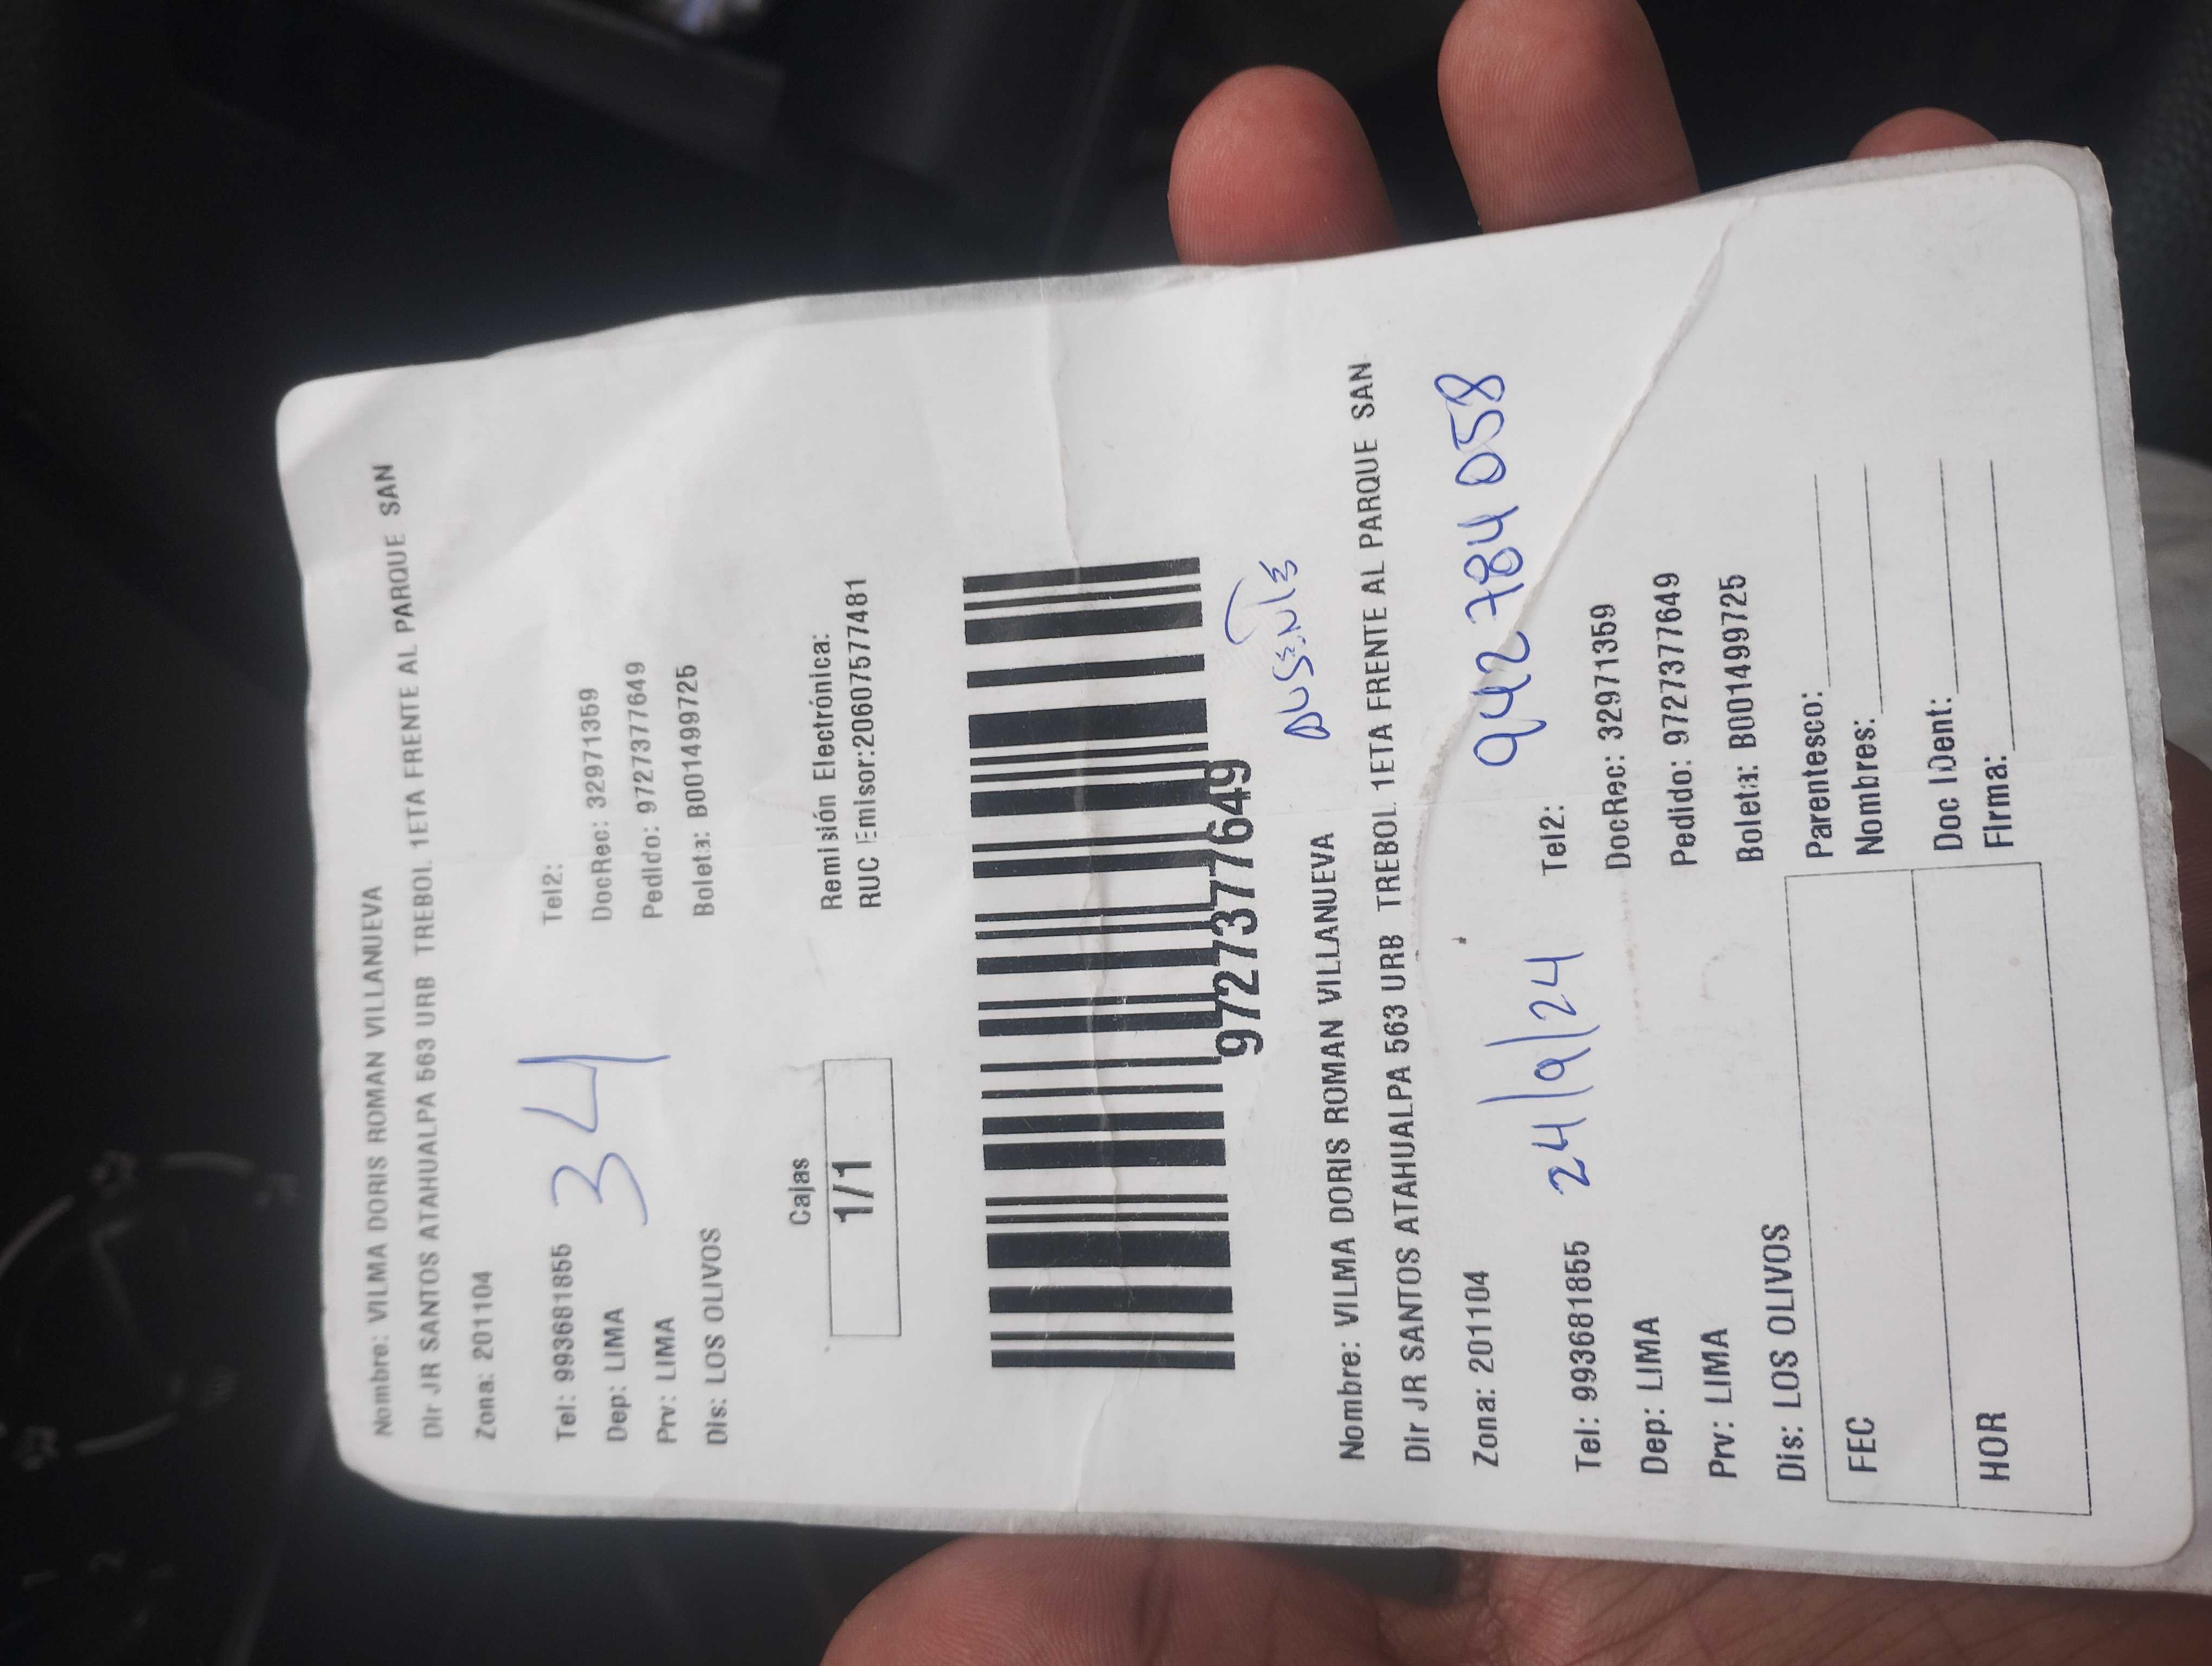 Nombre: VILMA DORIS ROMAN VILLANUEVA
Dir JR SANTOS ATAHUALPA 563 URB TREBOL 1ETA FRENTE AL PARQUE SAN
Zona: 201104
Tel: 993681855
Tel2:
34
Dep: LIMA
DocRec: 32971359
Prv: LIMA
Pedido: 9727377649
Dis: LOS OLIVOS
Boleta: B001499725
Cajas
1/1
Remisión Electrónica:
RUC Emisor:20607577481
9727377649
AUSENTE
Nombre: VILMA DORIS ROMAN VILLANUEVA
Dir JR SANTOS ATAHUALPA 563 URB TREBOL 1ETA FRENTE AL PARQUE SAN
Zona: 201104
942 784 058
24/9/24
Tel: 993681855
Tel2:
Dep: LIMA
DocRec: 32971359
Prv: LIMA
Pedido: 9727377649
Dis: LOS OLIVOS
Boleta: B001499725
FEC
Parentesco:
Nombres:
HOR
Doc IDent:
Firma: